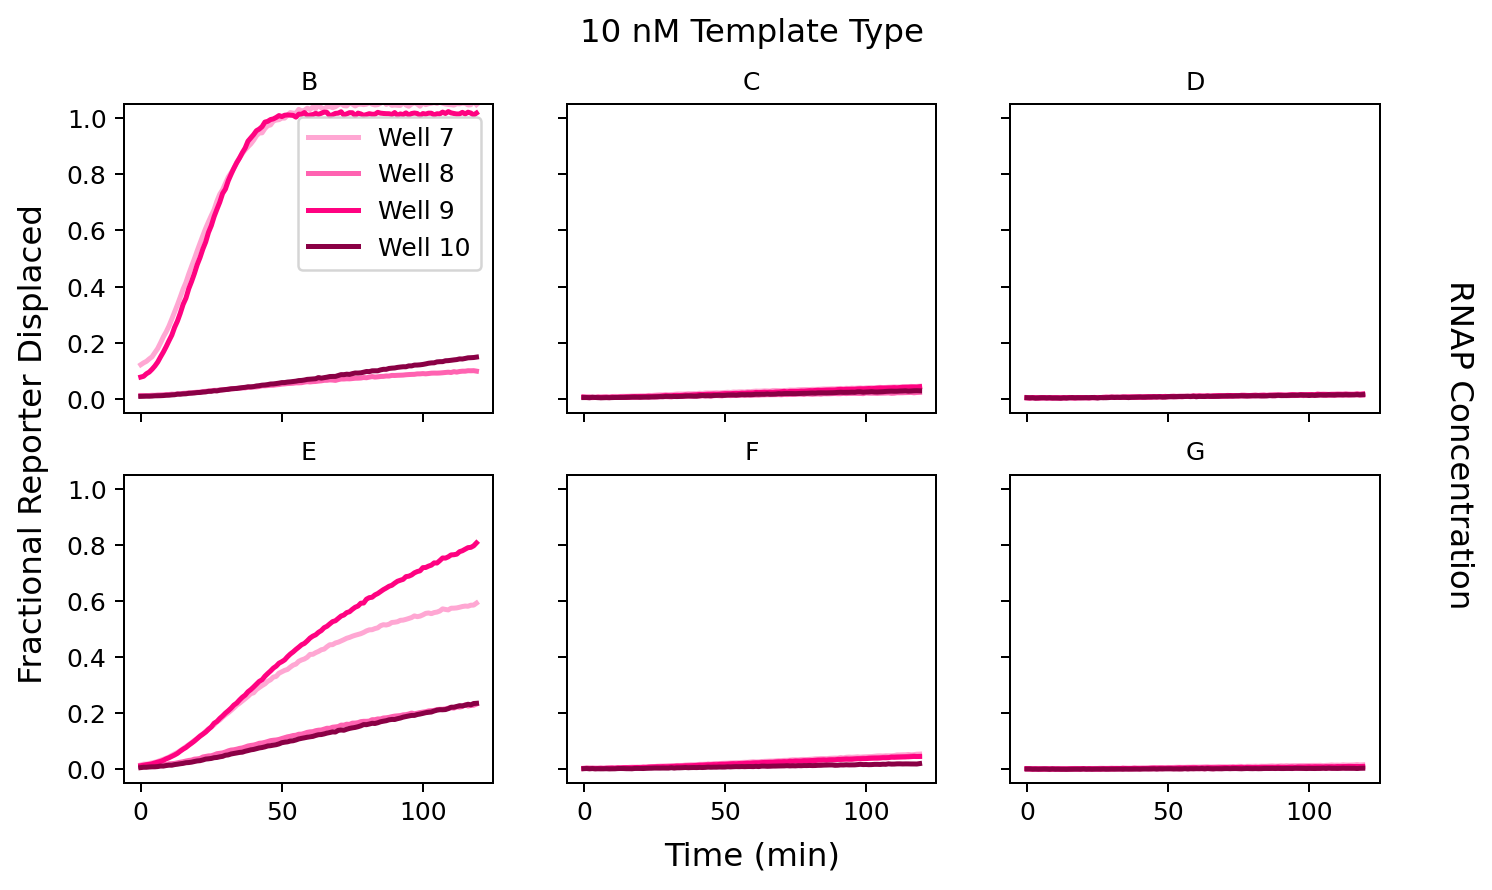 10 nM Template Type
B
C
D
1.0
0.8
0.6
0.4
0.2
0.0
Well 7
Well 8
Well 9
Well 10
E
F
G
1.0
0.8
0.6
0.4
0.2
0.0
0
50
100
0
50
100
0
50
100
Time (min)
Fractional Reporter Displaced
RNAP Concentration